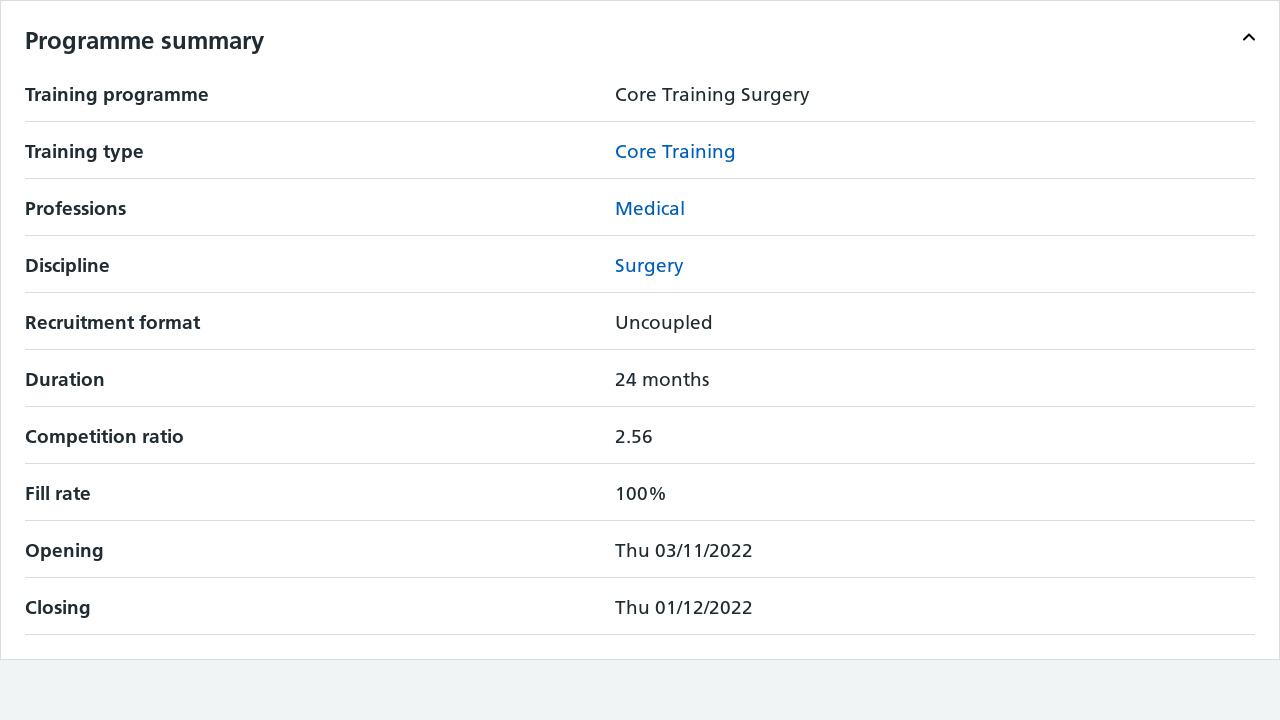 Programme summary
Training programme Core Training Surgery
Training type Core Training
Professions Medical
Discipline Surgery
Recruitment format Uncoupled
Duration 24 months
Competition ratio 2.56
Fill rate 100%
Opening Thu 03/11/2022
Closing Thu 01/12/2022